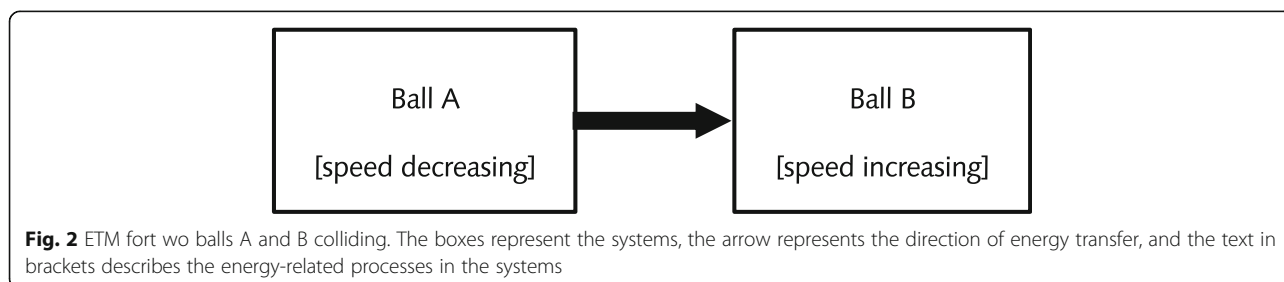 Ball A
Ball B
[speed decreasing]
[speed increasing]
Fig. 2 ETM fort wo balls A and B colliding. The boxes represent the systems, the arrow represents the direction of energy transfer, and the text in
brackets describes the energy-related processes in the systems